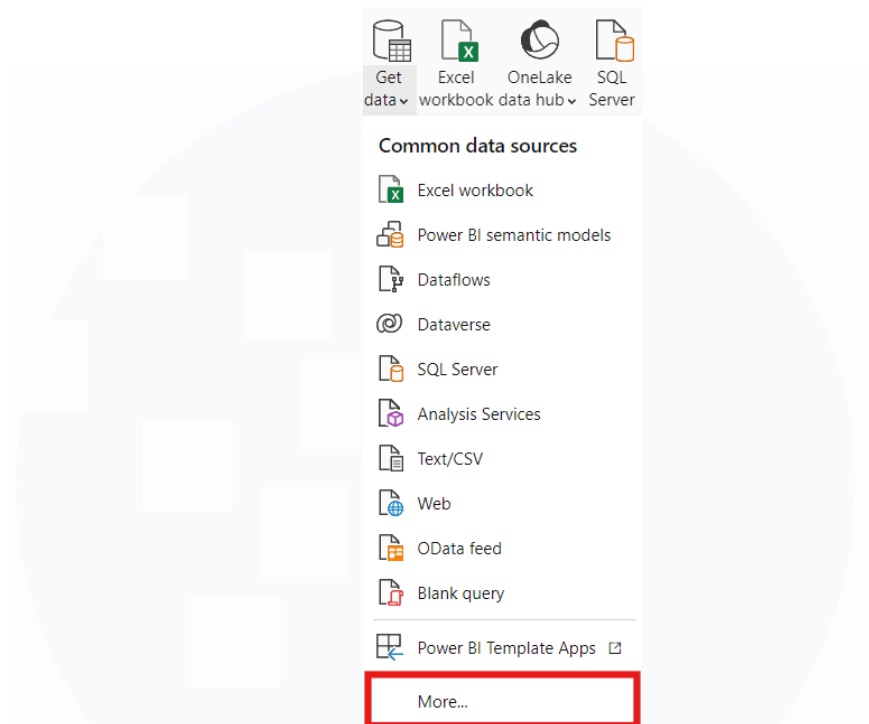 Get Excel OneLake SQL
data workbook data hub Server
Common data sources
Excel workbook
Power BI semantic models
Dataflows
Dataverse
SQL Server
Analysis Services
Text/CSV
Web
OData feed
Blank query
Power BI Template Apps
More...